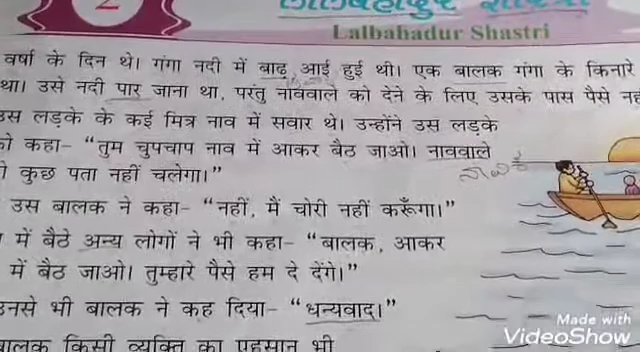 2
लालबहादुर शास्त्री
Lalbahadur Shastri
वर्षा के दिन थे। गंगा नदी में बाढ़ आई हुई थी। एक बालक गंगा के किनारे
था। उसे नदी पार जाना था, परंतु नाववाले को देने के लिए उसके पास पैसे नह
उस लड़के के कई मित्र नाव में सवार थे। उन्होंने उस लड़के
को कहा- "तुम चुपचाप नाव में आकर बैठ जाओ। नाववाले
कुछ पता नहीं चलेगा।"
उस बालक ने कहा- "नहीं, मैं चोरी नहीं करूँगा।"
में बैठे अन्य लोगों ने भी कहा- "बालक, आकर
में बैठ जाओ। तुम्हारे पैसे हम दे देंगे।"
उनसे भी बालक ने कह दिया- "धन्यवाद।"
बालक किसी व्यक्ति का एहसान भी
Made with
VideoShow